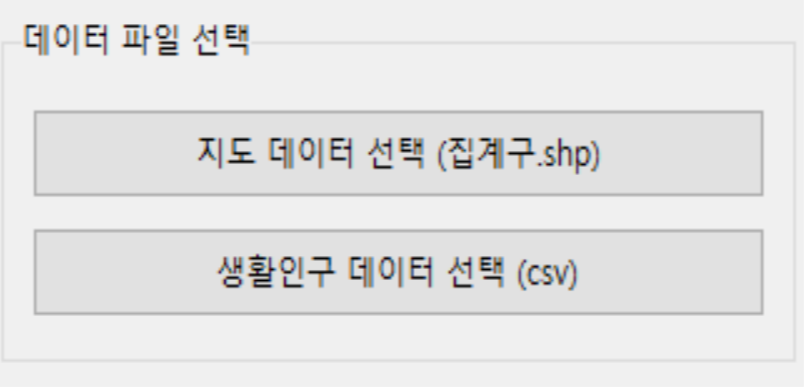 데이터 파일 선택
지도 데이터 선택 (집계구.shp)
생활인구 데이터 선택 (csv)